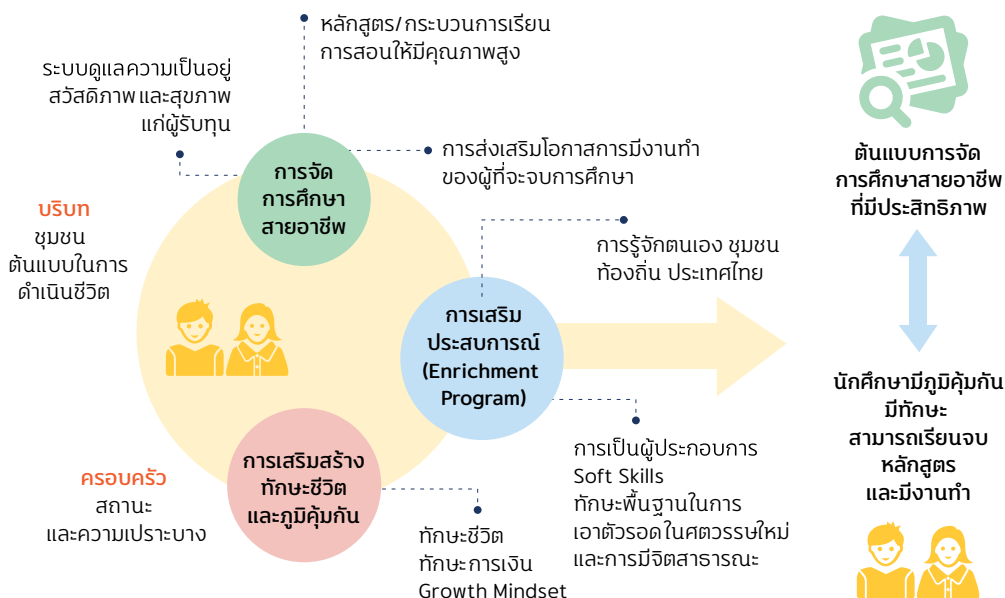 หลักสูตร/กระบวนการเรียน
การสอนให้มีคุณภาพสูง
ระบบดูแลความเป็นอยู่
สวัสดิภาพ และสุขภาพ
แก่ผู้รับทุน
การจัด
การศึกษา
สายอาชีพ
การส่งเสริมโอกาสการมีงานทำ
ของผู้ที่จะจบการศึกษา
บริบท
ชุมชน
ต้นแบบในการ
ดำเนินชีวิต
การรู้จักตนเอง ชุมชน
ท้องถิ่น ประเทศไทย
การเสริม
ประสบการณ์
(Enrichment
Program)
การเป็นผู้ประกอบการ
Soft Skills
ทักษะพื้นฐานในการ
เอาตัวรอดในศตวรรษใหม่
และการมีจิตสาธารณะ
ครอบครัว
สถานะ
และความเปราะบาง
การเสริมสร้าง
ทักษะชีวิต
และภูมิคุ้มกัน
ทักษะชีวิต
ทักษะการเงิน
Growth Mindset
ต้นแบบการจัด
การศึกษาสายอาชีพ
ที่มีประสิทธิภาพ
นักศึกษามีภูมิคุ้มกัน
มีทักษะ
สามารถเรียนจบ
หลักสูตร
และมีงานทำ